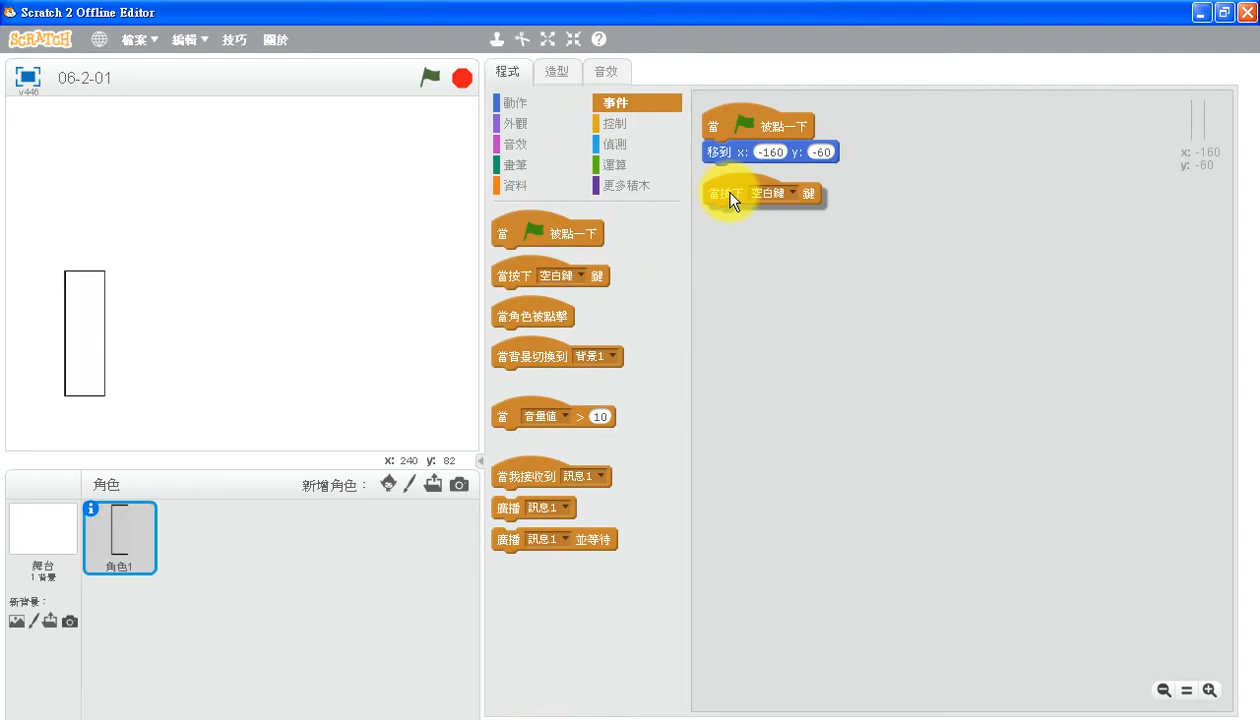 Scratch 2 Offline Editor
SCRATCH 檔案 編輯 技巧 關於
v446 06-2-01
程式 造型 音效
動作 事件
外觀 控制
音效 偵測
畫筆 運算
資料 更多積木
當 被點一下
當按下 空白鍵 鍵
當角色被點擊
當背景切換到 背景1
當 音量值 > 10
當我接收到 訊息1
廣播 訊息1
廣播 訊息1 並等待
當 被點一下
移到 x: -160 y: -60
當按下 空白鍵 鍵
x: -160
y: -60
x: 240 y: 82
角色 新增角色：
舞台
1 背景
新背景：
角色1